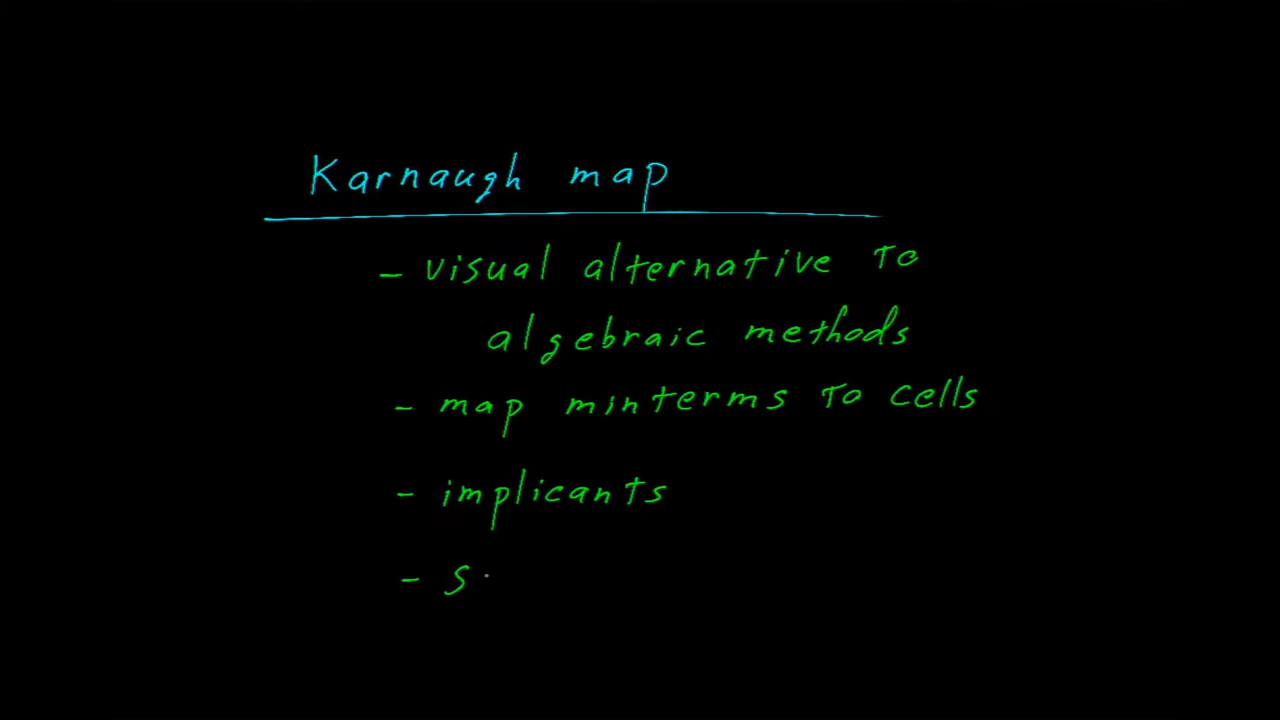 Karnaugh map
- visual alternative to
algebraic methods
- map minterms to cells
- implicants
- s